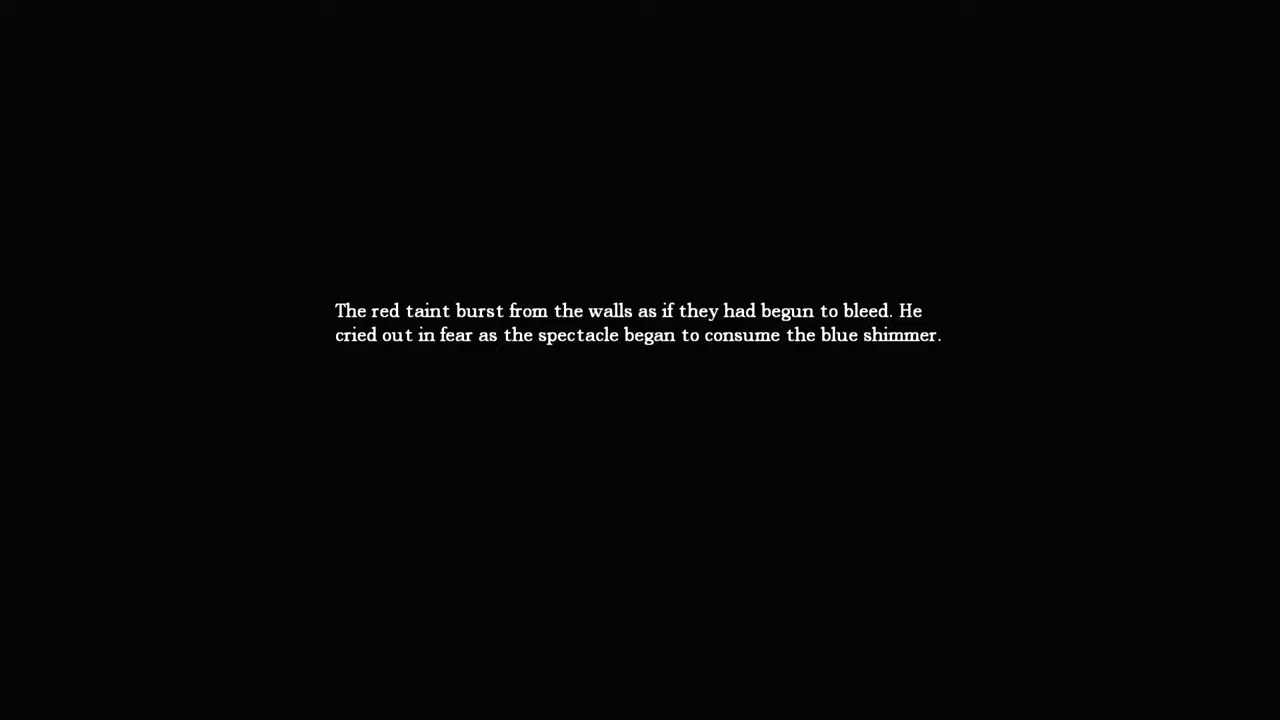 The red taint burst from the walls as if they had begun to bleed. He
cried out in fear as the spectacle began to consume the blue shimmer.